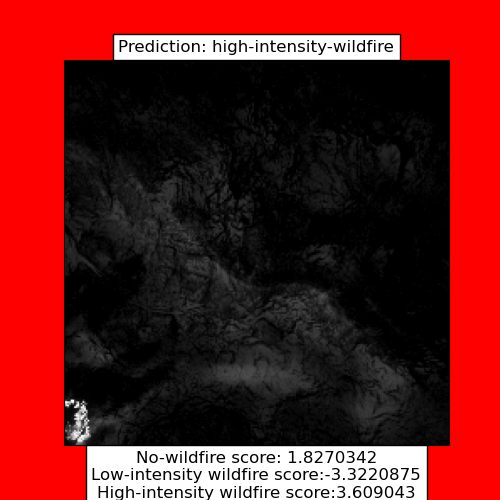 Prediction: high-intensity-wildfire
No-wildfire score: 1.8270342
Low-intensity wildfire score:-3.3220875
High-intensity wildfire score:3.609043